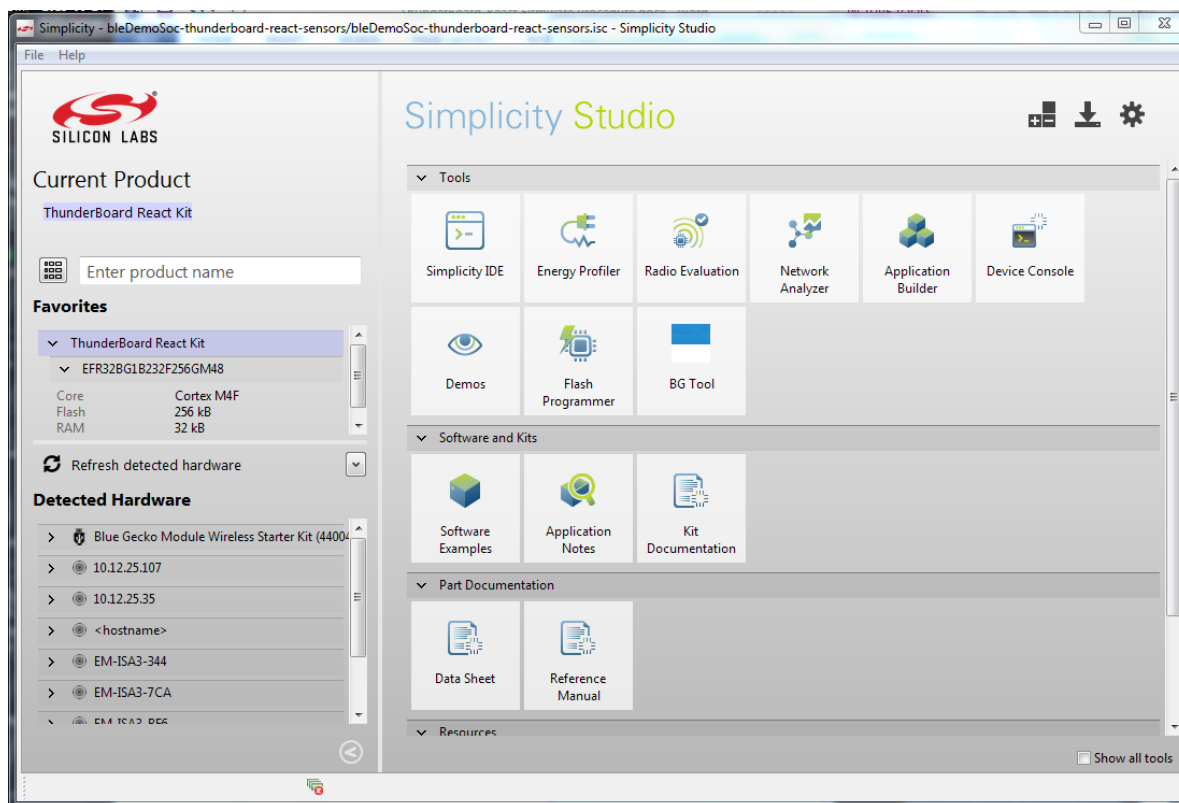 Simplicity - bleDemoSoc-thunderboard-react-sensors/bleDemoSoc-thunderboard-react-sensors.isc - Simplicity Studio
File Help
SILICON LABS
Simplicity Studio
Current Product
ThunderBoard React Kit
Enter product name
Favorites
ThunderBoard React Kit
EFR32BG1B232F256GM48
Core Cortex M4F
Flash 256 kB
RAM 32 kB
Refresh detected hardware
Detected Hardware
Blue Gecko Module Wireless Starter Kit (44004
10.12.25.107
10.12.25.35
<hostname>
EM-ISA3-344
EM-ISA3-7CA
Tools
Simplicity IDE
Energy Profiler
Radio Evaluation
Network
Analyzer
Application
Builder
Device Console
Demos
Flash
Programmer
BG Tool
Software and Kits
Software
Examples
Application
Notes
Kit
Documentation
Part Documentation
Data Sheet
Reference
Manual
Resources
Show all tools